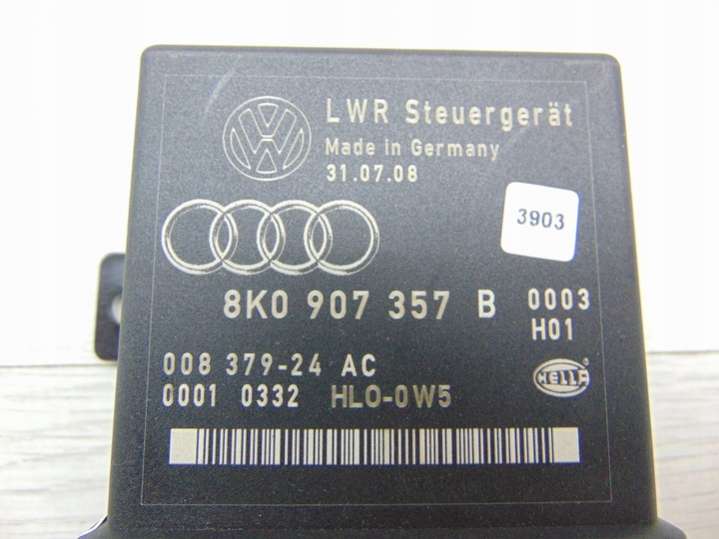 LWR Steuergerät
Made in Germany
31.07.08
3903
8K0 907 357 B 0003
H01
008 379-24 AC
0001 0332 HLO-0W5
HELLA